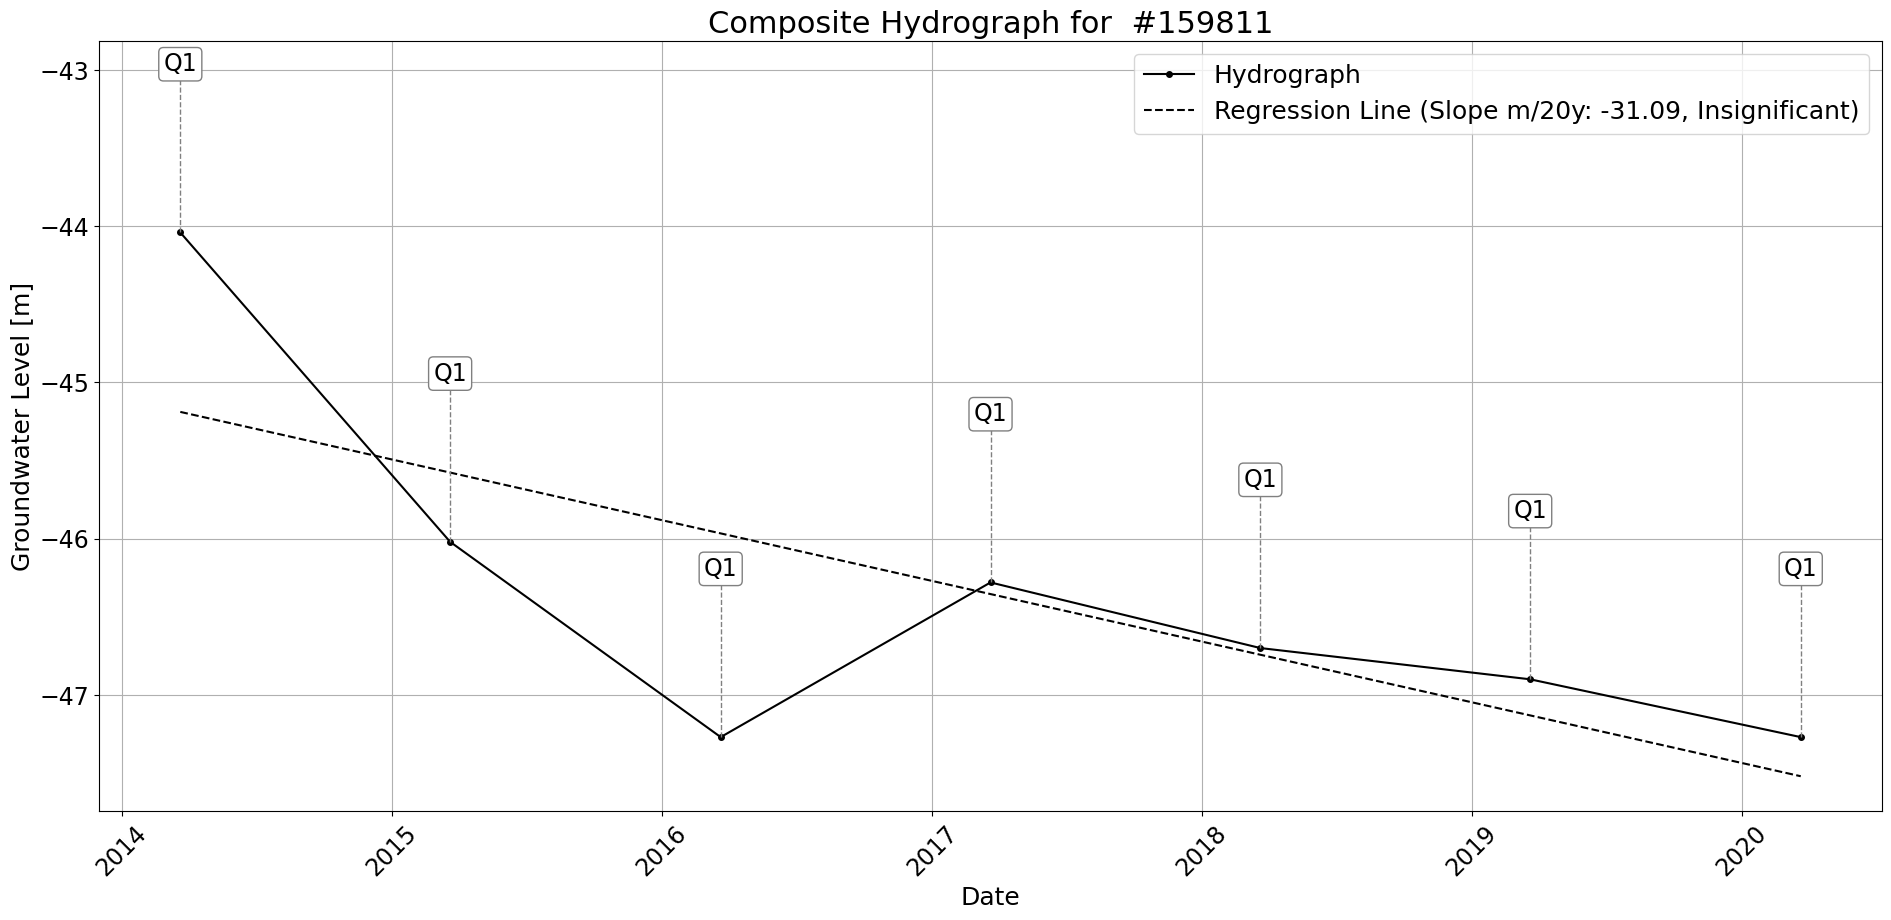 Composite Hydrograph for  #159811
Hydrograph
Regression Line (Slope m/20y: -31.09, Insignificant)
Groundwater Level [m]
−43
−44
−45
−46
−47
Q1
Q1
Q1
Q1
Q1
Q1
Q1
2014
2015
2016
2017
2018
2019
2020
Date